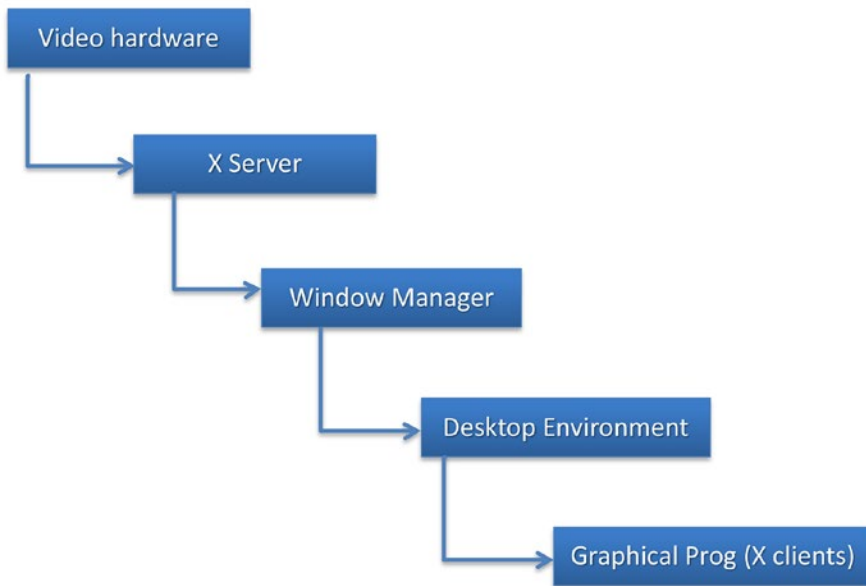 Video hardware
X Server
Window Manager
Desktop Environment
Graphical Prog (X clients)